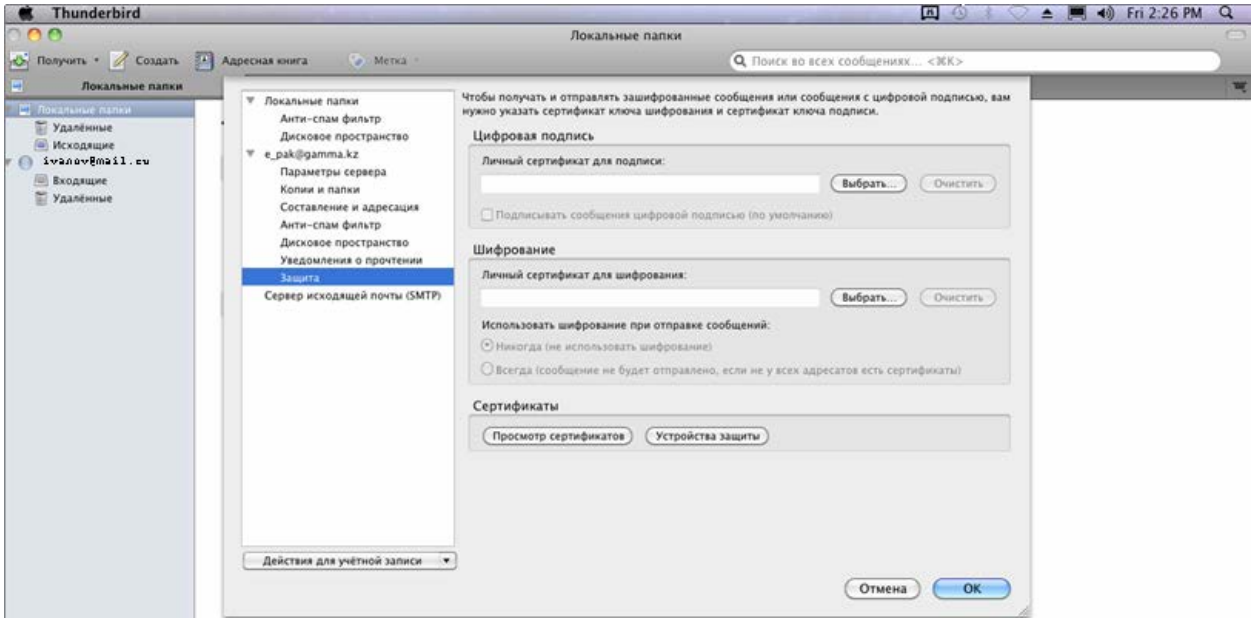 Thunderbird
Fri 2:26 PM
Локальные папки
Получить
Создать
Адресная книга
Метка
Поиск во всех сообщениях... <⌘K>
Локальные папки
Локальные папки
Удалённые
Исходящие
ivanov@mail.ru
Входящие
Удалённые
Локальные папки
Анти-спам фильтр
Дисковое пространство
e_pak@gamma.kz
Параметры сервера
Копии и папки
Составление и адресация
Анти-спам фильтр
Дисковое пространство
Уведомления о прочтении
Защита
Сервер исходящей почты (SMTP)
Действия для учётной записи
Чтобы получать и отправлять зашифрованные сообщения или сообщения с цифровой подписью, вам
нужно указать сертификат ключа шифрования и сертификат ключа подписи.
Цифровая подпись
Личный сертификат для подписи:
Выбрать... Очистить
Подписывать сообщения цифровой подписью (по умолчанию)
Шифрование
Личный сертификат для шифрования:
Выбрать... Очистить
Использовать шифрование при отправке сообщений:
Никогда (не использовать шифрование)
Всегда (сообщение не будет отправлено, если не у всех адресатов есть сертификаты)
Сертификаты
Просмотр сертификатов Устройства защиты
Отмена OK